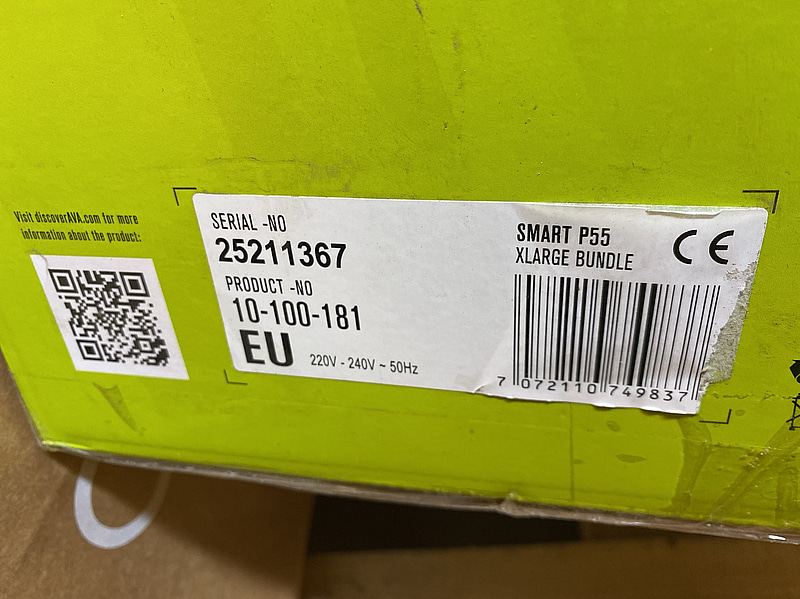 Visit discoverAVA.com for more
information about the product:
SERIAL -NO
25211367
PRODUCT -NO
10-100-181
EU 220V - 240V ~ 50Hz
SMART P55
XLARGE BUNDLE
CE
7 072110 749837